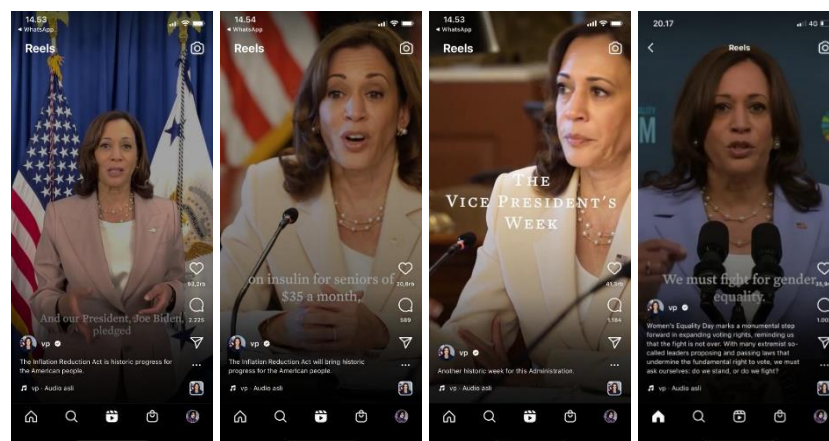 14.53
WhatsApp
Reels
And our President, Joe Biden,
pledged
2.225
vp
The Inflation Reduction Act is historic progress for
the American people.
vp · Audio asli
14.54
WhatsApp
Reels
on insulin for seniors of
$35 a month,
589
vp
The Inflation Reduction Act will bring historic
progress for the American people.
vp · Audio asli
14.53
WhatsApp
Reels
THE
VICE PRESIDENT'S
WEEK
1.184
vp
Another historic week for this Administration.
vp · Audio asli
20.17
4G
Reels
M
We must fight for gender
equality.
vp
Women's Equality Day marks a monumental step
forward in expanding voting rights, reminding us
that the fight is not ever. With many extremist so-
called leaders proposing and passing laws that
undermine the fundamental right to vote, we must
ask ourselves: do we stand, or do we fight?
vp · Audio asli